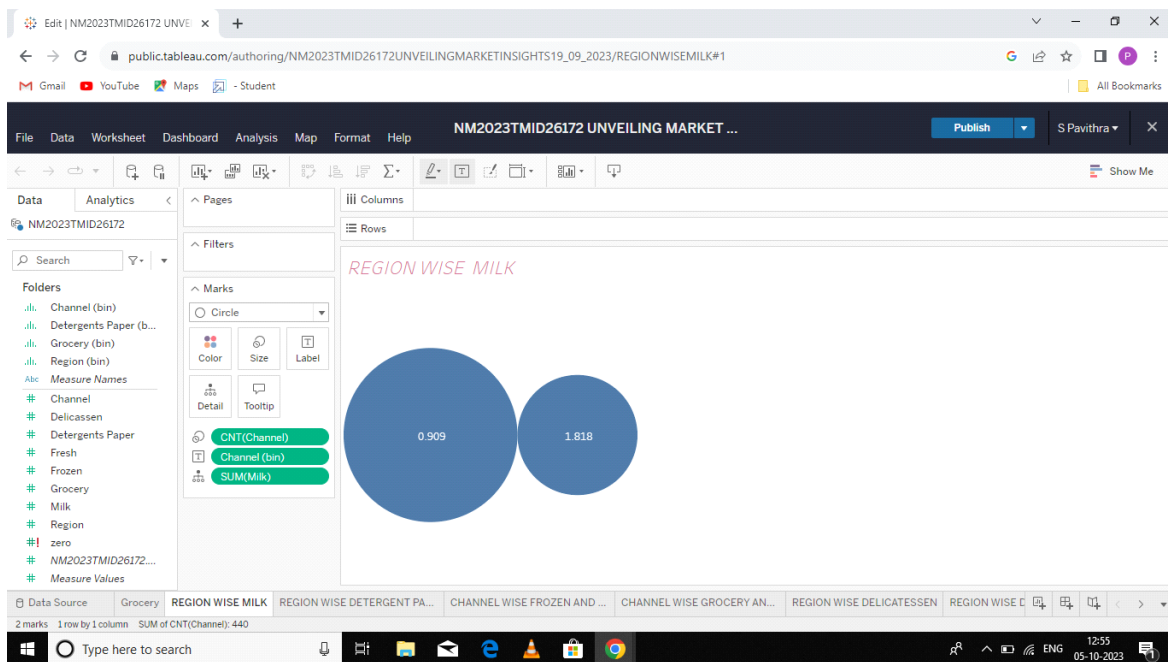 Edit | NM2023TMID26172 UNVE
public.tableau.com/authoring/NM2023TMID26172UNVEILINGMARKETINSIGHTS19_09_2023/REGIONWISEMILK#1
G
P
Gmail YouTube Maps - Student All Bookmarks
File Data Worksheet Dashboard Analysis Map Format Help NM2023TMID26172 UNVEILING MARKET ... Publish S Pavithra
Show Me
Data Analytics Pages Columns
NM2023TMID26172 Rows
Filters
Search
REGION WISE MILK
Folders Marks
Channel (bin) Circle
Detergents Paper (b...
Grocery (bin)
Region (bin) Color Size Label
Abc Measure Names
# Channel
# Delicassen Detail Tooltip
# Detergents Paper CNT(Channel) 0.909 1.818
# Fresh T Channel (bin)
# Frozen SUM(Milk)
# Grocery
# Milk
# Region
#! zero
# NM2023TMID26172....
# Measure Values
Data Source Grocery REGION WISE MILK REGION WISE DETERGENT PA... CHANNEL WISE FROZEN AND ... CHANNEL WISE GROCERY AN... REGION WISE DELICATESSEN REGION WISE D
2 marks 1 row by 1 column SUM of CNT(Channel): 440
Type here to search ENG 12:55
05-10-2023
1